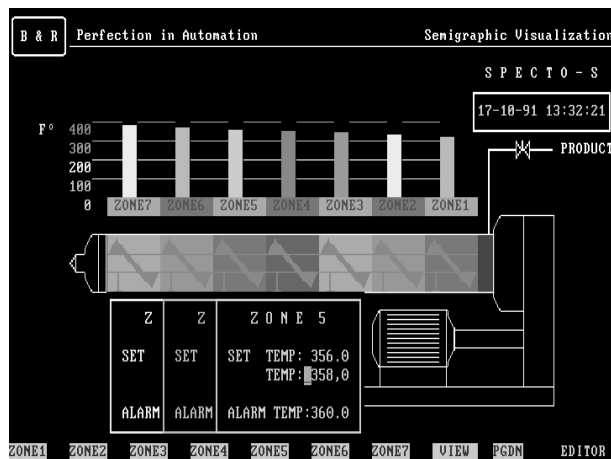 B & R Perfection in Automation Semigraphic Visualization
S P E C T O - S
17-10-91 13:32:21
F° 400
300
200
100
0
PRODUCT
ZONE7 ZONE6 ZONE5 ZONE4 ZONE3 ZONE2 ZONE1
Z Z Z O N E 5
SET SET SET TEMP: 356.0
TEMP: 358,0
ALARM ALARM ALARM TEMP:360.0
ZONE1 ZONE2 ZONE3 ZONE4 ZONE5 ZONE6 ZONE7 VIEW PGDN EDITOR